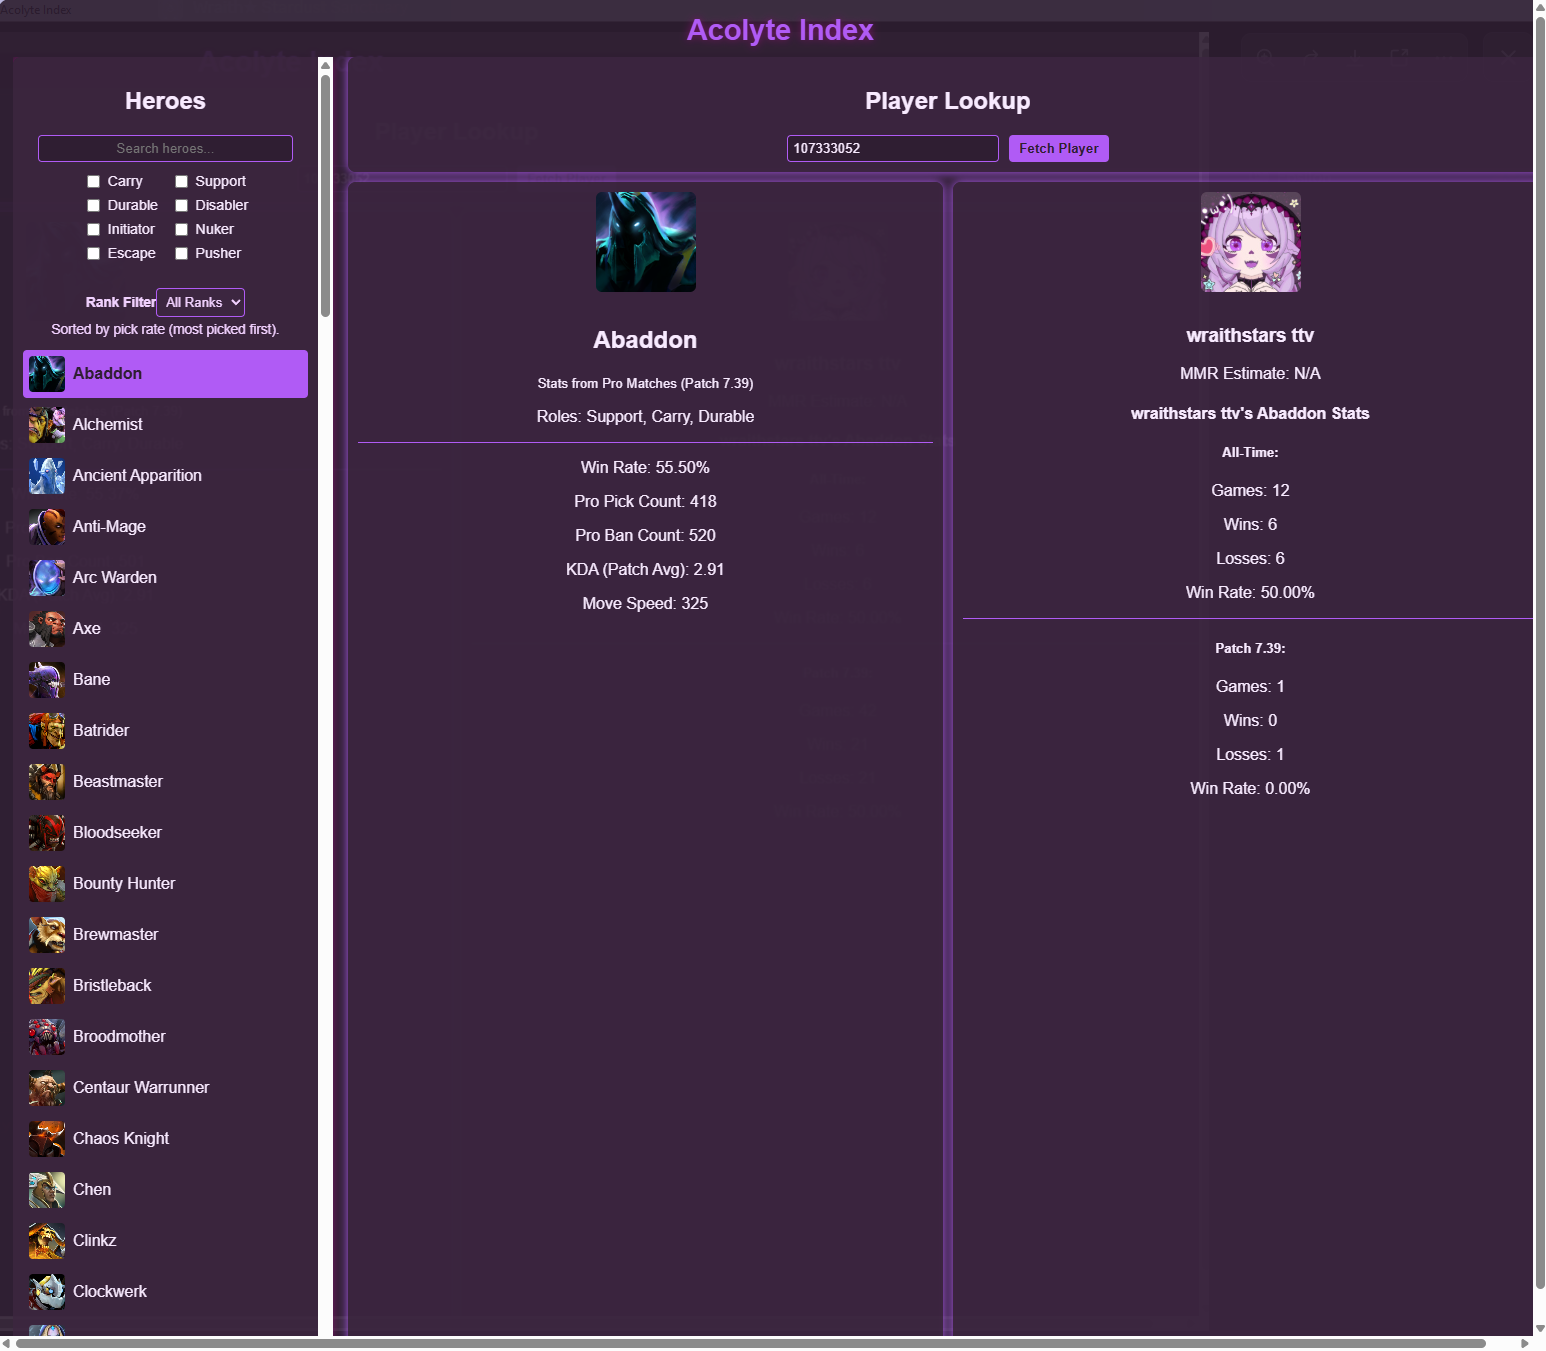 Acolyte Index
Acolyte Index
Heroes
Search heroes...
Carry
Support
Durable
Disabler
Initiator
Nuker
Escape
Pusher
Rank Filter All Ranks
Sorted by pick rate (most picked first).
Abaddon
Alchemist
Ancient Apparition
Anti-Mage
Arc Warden
Axe
Bane
Batrider
Beastmaster
Bloodseeker
Bounty Hunter
Brewmaster
Bristleback
Broodmother
Centaur Warrunner
Chaos Knight
Chen
Clinkz
Clockwerk
Player Lookup
107333052
Fetch Player
Abaddon
Stats from Pro Matches (Patch 7.39)
Roles: Support, Carry, Durable
Win Rate: 55.50%
Pro Pick Count: 418
Pro Ban Count: 520
KDA (Patch Avg): 2.91
Move Speed: 325
wraithstars ttv
MMR Estimate: N/A
wraithstars ttv's Abaddon Stats
All-Time:
Games: 12
Wins: 6
Losses: 6
Win Rate: 50.00%
Patch 7.39:
Games: 1
Wins: 0
Losses: 1
Win Rate: 0.00%